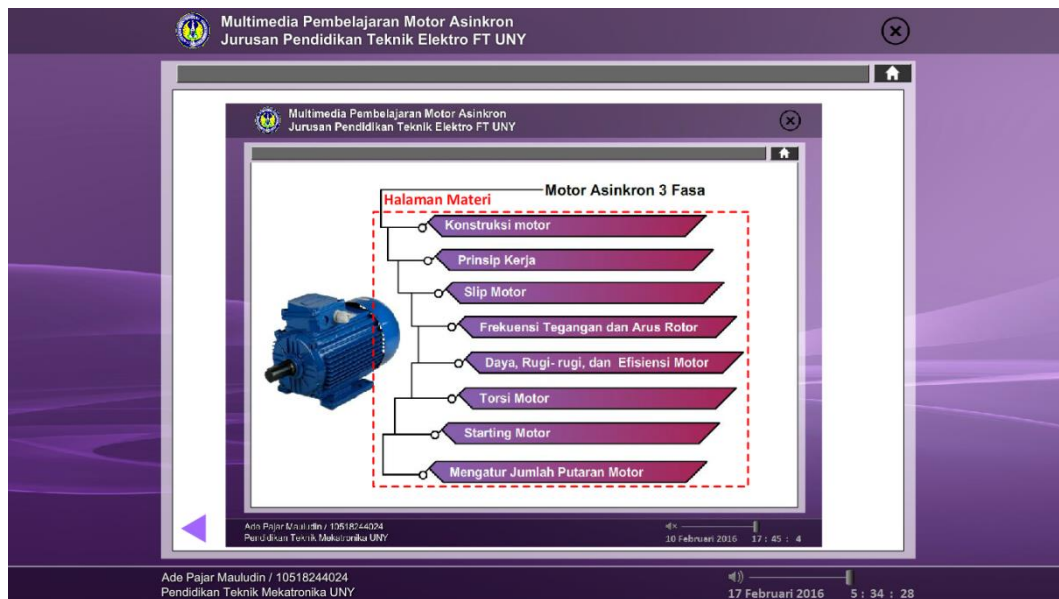 Multimedia Pembelajaran Motor Asinkron
Jurusan Pendidikan Teknik Elektro FT UNY
Multimedia Pembelajaran Motor Asinkron
Jurusan Pendidikan Teknik Elektro FT UNY
Motor Asinkron 3 Fasa
Halaman Materi
Konstruksi motor
Prinsip Kerja
Slip Motor
Frekuensi Tegangan dan Arus Rotor
Daya, Rugi- rugi, dan Efisiensi Motor
Torsi Motor
Starting Motor
Mengatur Jumlah Putaran Motor
Ade Pajar Mauludin / 10518244024
Pendidikan Teknik Mekatronika UNY
10 Februari 2016 17 : 45 : 4
Ade Pajar Mauludin / 10518244024
Pendidikan Teknik Mekatronika UNY
17 Februari 2016 5 : 34 : 28